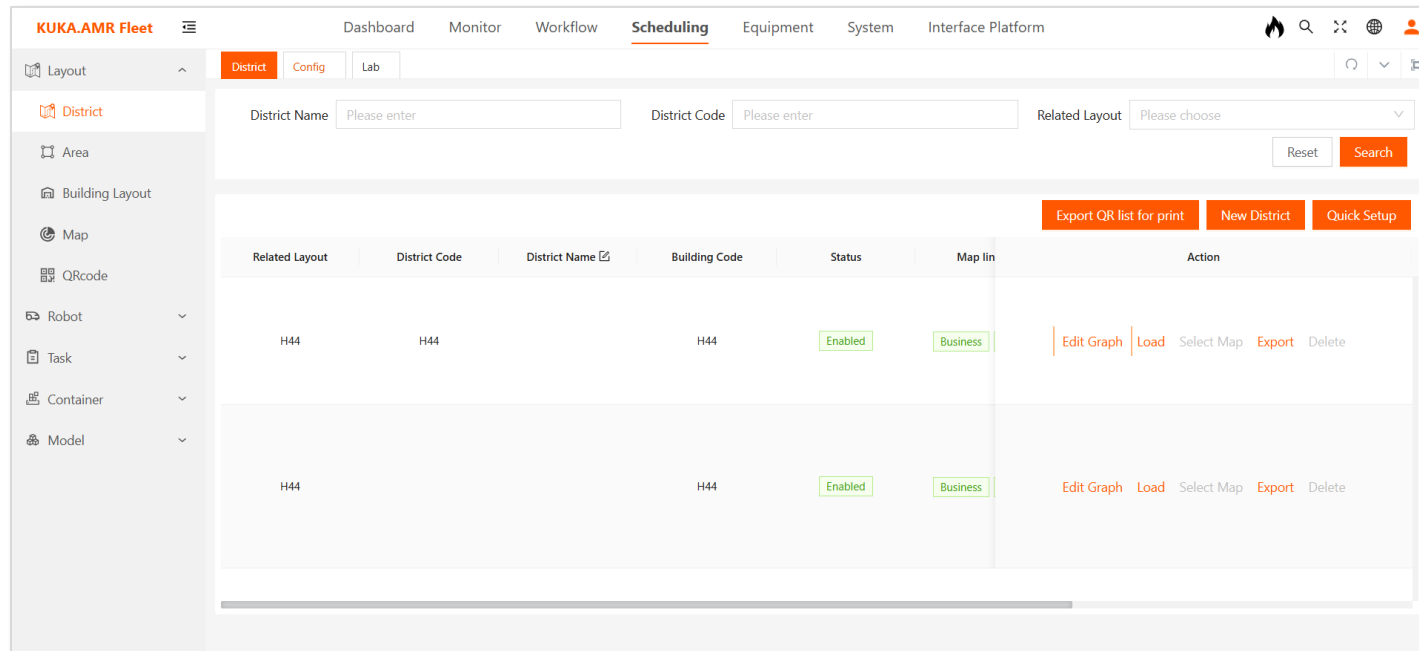 KUKA.AMR Fleet Dashboard Monitor Workflow Scheduling Equipment System Interface Platform
Layout
District Config Lab
District
District Name Please enter District Code Please enter Related Layout Please choose
Area
Reset Search
Building Layout
Export QR list for print New District Quick Setup
Map
Related Layout District Code District Name Building Code Status Map lin Action
QRcode
Robot
H44 H44 H44 Enabled Business Edit Graph Load Select Map Export Delete
Task
Container
Model
H44 H44 Enabled Business Edit Graph Load Select Map Export Delete